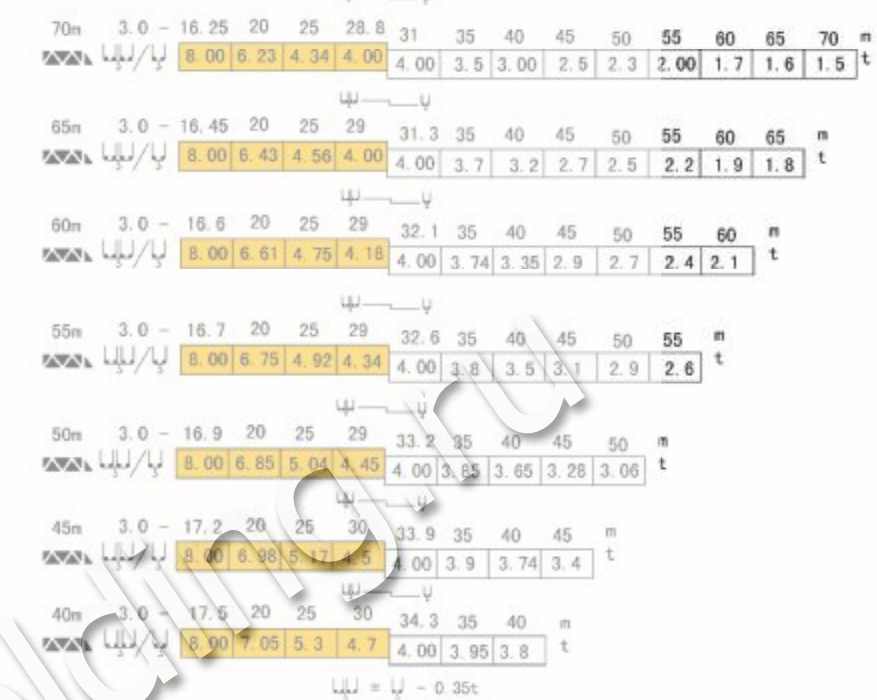 70m 3.0 - 16.25 20 25 28.8 31 35 40 45 50 55 60 65 70 m
8.00 6.23 4.34 4.00 4.00 3.5 3.00 2.5 2.3 2.00 1.7 1.6 1.5 t
65m 3.0 - 16.45 20 25 29 31.3 35 40 45 50 55 60 65 m
8.00 6.43 4.56 4.00 4.00 3.7 3.2 2.7 2.5 2.2 1.9 1.8 t
60m 3.0 - 16.6 20 25 29 32.1 35 40 45 50 55 60 m
8.00 6.61 4.75 4.18 4.00 3.74 3.35 2.9 2.7 2.4 2.1 t
55m 3.0 - 16.7 20 25 29 32.6 35 40 45 50 55 m
8.00 6.75 4.92 4.34 4.00 3.8 3.5 3.1 2.9 2.6 t
50m 3.0 - 16.9 20 25 29 33.2 35 40 45 50 m
8.00 6.85 5.04 4.45 4.00 3.85 3.65 3.28 3.06 t
45m 3.0 - 17.2 20 25 30 33.9 35 40 45 m
8.00 6.98 5.17 4.5 4.00 3.9 3.74 3.4 t
40m 3.0 - 17.5 20 25 30 34.3 35 40 m
8.00 7.05 5.3 4.7 4.00 3.95 3.8 t
= - 0.35t
olding.ru